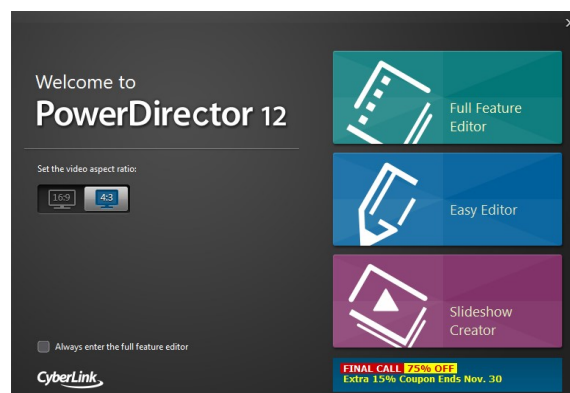 Welcome to
PowerDirector 12
Set the video aspect ratio:
16:9
4:3
Always enter the full feature editor
CyberLink
Full Feature
Editor
Easy Editor
Slideshow
Creator
FINAL CALL 75% OFF
Extra 15% Coupon Ends Nov. 30